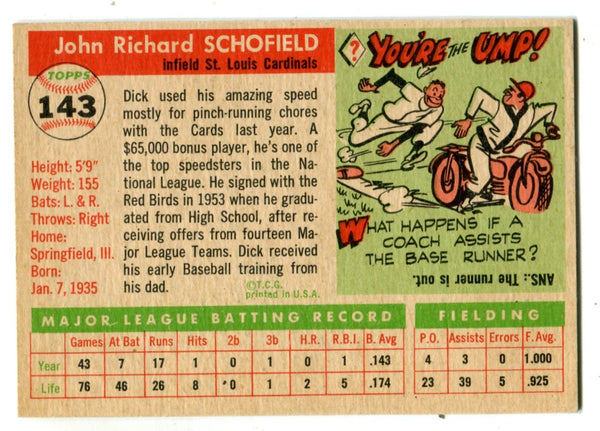 John Richard SCHOFIELD
infield St. Louis Cardinals
TOPPS
143
Height: 5'9"
Weight: 155
Bats: L. & R.
Throws: Right
Home:
Springfield, Ill.
Born:
Jan. 7, 1935
Dick used his amazing speed
mostly for pinch-running chores
with the Cards last year. A
$65,000 bonus player, he's one of
the top speedsters in the Na-
tional League. He signed with the
Red Birds in 1953 when he gradu-
ated from High School, after re-
ceiving offers from fourteen Ma-
jor League Teams. Dick received
his early Baseball training from
his dad.
©T.C.G.
printed in U.S.A.
? YOU'RE THE UMP!
WHAT HAPPENS IF A
COACH ASSISTS
THE BASE RUNNER?
ANS.: The runner is out.
MAJOR LEAGUE BATTING RECORD
FIELDING
Games At Bat Runs Hits 2b 3b H.R. R.B.I. B. Avg P.O. Assists Errors F. Avg.
Year 43 7 17 1 0 1 0 1 .143 4 3 0 1.000
Life 76 46 26 8 0 1 2 5 .174 23 39 5 .925